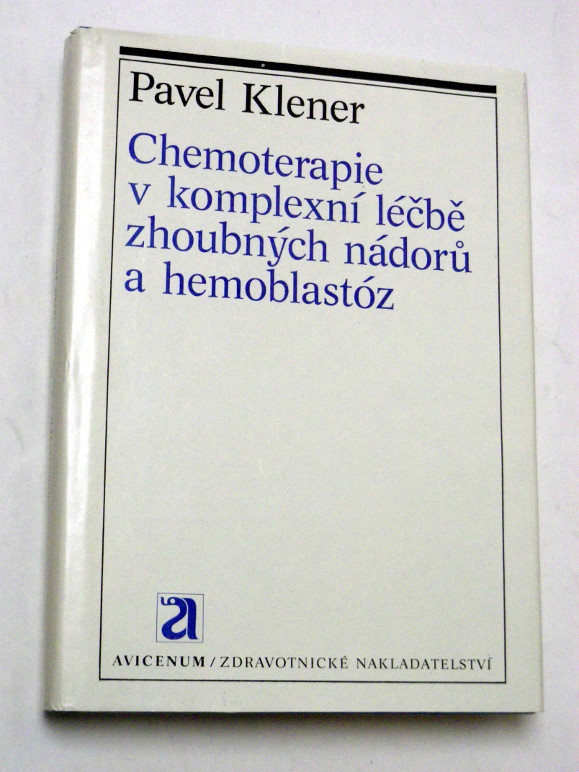 Pavel Klener
Chemoterapie
v komplexní léčbě
zhoubných nádorů
a hemoblastóz
a
AVICENUM / ZDRAVOTNICKÉ NAKLADATELSTVÍ